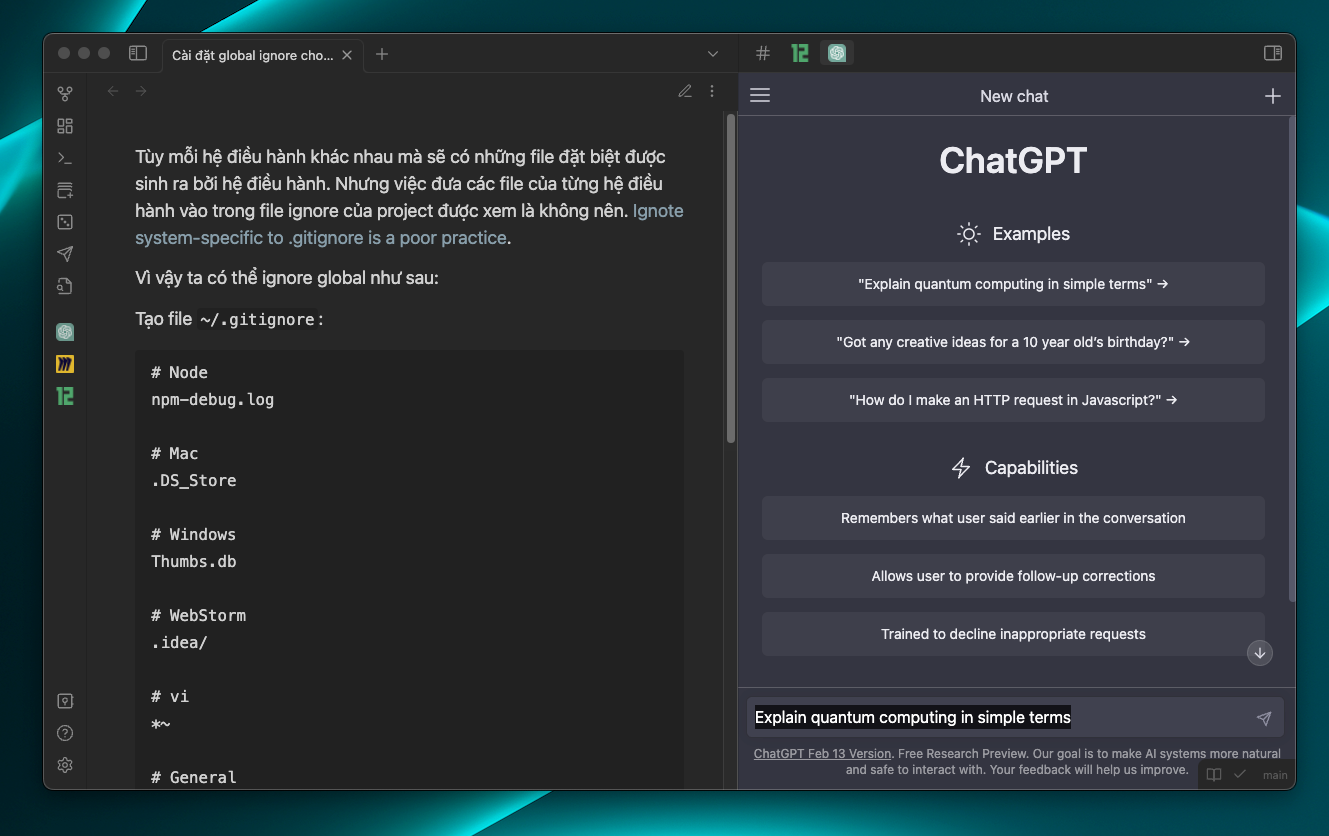 Cài đặt global ignore cho...
12
Tùy mỗi hệ điều hành khác nhau mà sẽ có những file đặt biệt được
sinh ra bởi hệ điều hành. Nhưng việc đưa các file của từng hệ điều
hành vào trong file ignore của project được xem là không nên. Ignote
system-specific to .gitignore is a poor practice.
Vì vậy ta có thể ignore global như sau:
Tạo file ~/.gitignore:
# Node
npm-debug.log
# Mac
.DS_Store
# Windows
Thumbs.db
# WebStorm
.idea/
# vi
*~
# General
12
New chat
ChatGPT
Examples
"Explain quantum computing in simple terms" →
"Got any creative ideas for a 10 year old's birthday?" →
"How do I make an HTTP request in Javascript?" →
Capabilities
Remembers what user said earlier in the conversation
Allows user to provide follow-up corrections
Trained to decline inappropriate requests
Explain quantum computing in simple terms
ChatGPT Feb 13 Version. Free Research Preview. Our goal is to make AI systems more natural
and safe to interact with. Your feedback will help us improve.
main